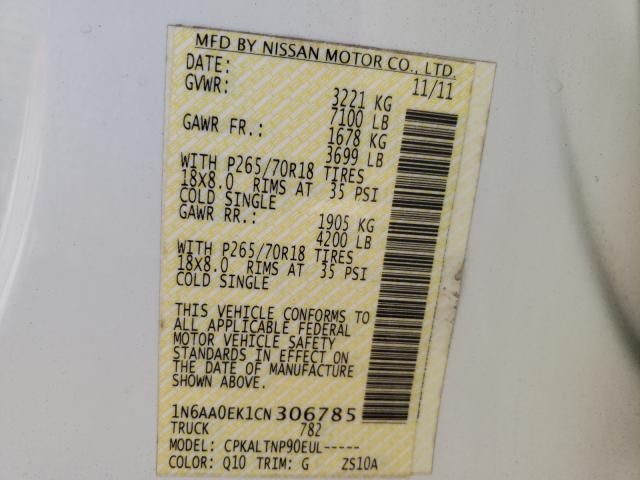 MFD BY NISSAN MOTOR CO., LTD.
DATE: 11/11
GVWR: 3221 KG
7100 LB
GAWR FR.: 1678 KG
3699 LB
WITH P265/70R18 TIRES
18X8.0 RIMS AT 35 PSI
COLD SINGLE
GAWR RR.: 1905 KG
4200 LB
WITH P265/70R18 TIRES
18X8.0 RIMS AT 35 PSI
COLD SINGLE
THIS VEHICLE CONFORMS TO
ALL APPLICABLE FEDERAL
MOTOR VEHICLE SAFETY
STANDARDS IN EFFECT ON
THE DATE OF MANUFACTURE
SHOWN ABOVE.
1N6AA0EK1CN306785
TRUCK 782
MODEL: CPKALTNP90EUL-----
COLOR: Q10 TRIM: G ZS10A